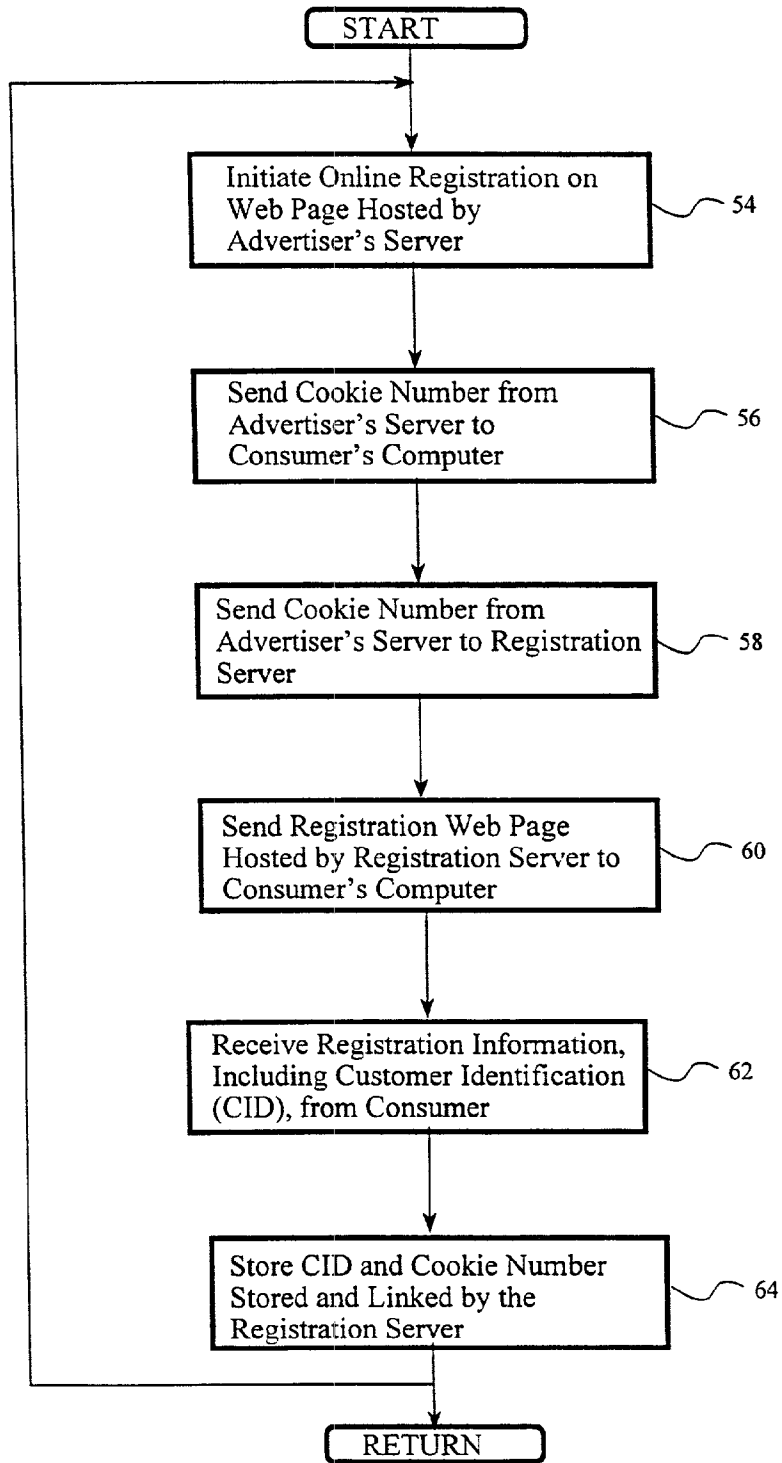 START
Initiate Online Registration on
Web Page Hosted by
Advertiser's Server
54
Send Cookie Number from
Advertiser's Server to
Consumer's Computer
56
Send Cookie Number from
Advertiser's Server to Registration
Server
58
Send Registration Web Page
Hosted by Registration Server to
Consumer's Computer
60
Receive Registration Information,
Including Customer Identification
(CID), from Consumer
62
Store CID and Cookie Number
Stored and Linked by the
Registration Server
64
RETURN